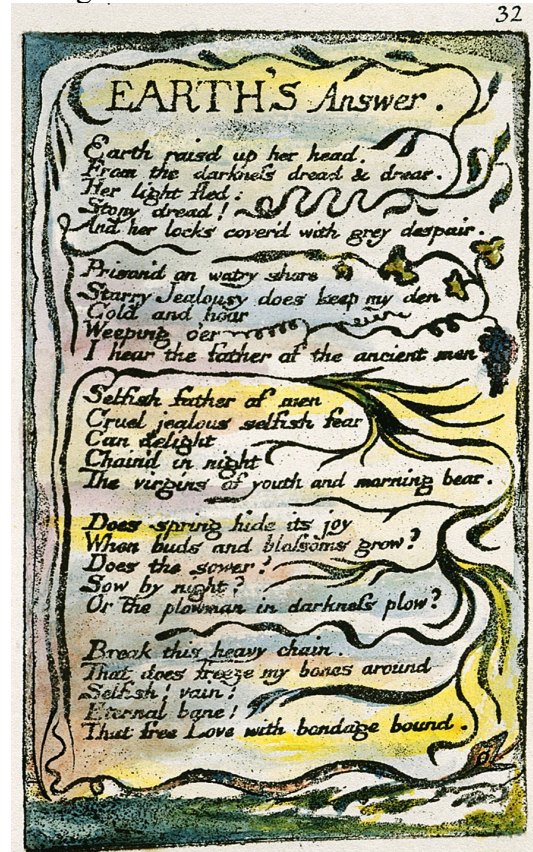 32
EARTH'S Answer.
Earth raisd up her head.
From the darkneſs dread & drear.
Her light fled:
Stony dread!
And her locks cover'd with grey despair.
Prison'd on watry shore
Starry Jealousy does keep my den
Cold and hoar
Weeping o'er
I hear the father of the ancient men
Selfish father of men
Cruel jealous selfish fear
Can delight
Chain'd in night
The virgins of youth and morning bear.
Does spring hide its joy
When buds and bloſsoms grow?
Does the sower?
Sow by night?
Or the plowman in darkneſs plow?
Break this heavy chain.
That does freeze my bones around
Selfish! vain!
Eternal bane!
That free Love with bondage bound.